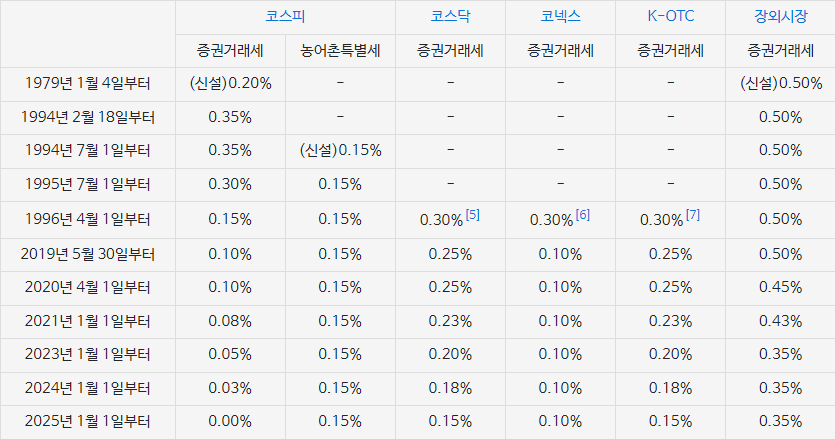 코스피 코스닥 코넥스 K-OTC 장외시장
증권거래세 농어촌특별세 증권거래세 증권거래세 증권거래세 증권거래세
1979년 1월 4일부터 (신설)0.20% - - - - (신설)0.50%
1994년 2월 18일부터 0.35% - - - - 0.50%
1994년 7월 1일부터 0.35% (신설)0.15% - - - 0.50%
1995년 7월 1일부터 0.30% 0.15% - - - 0.50%
1996년 4월 1일부터 0.15% 0.15% 0.30%[5] 0.30%[6] 0.30%[7] 0.50%
2019년 5월 30일부터 0.10% 0.15% 0.25% 0.10% 0.25% 0.50%
2020년 4월 1일부터 0.10% 0.15% 0.25% 0.10% 0.25% 0.45%
2021년 1월 1일부터 0.08% 0.15% 0.23% 0.10% 0.23% 0.43%
2023년 1월 1일부터 0.05% 0.15% 0.20% 0.10% 0.20% 0.35%
2024년 1월 1일부터 0.03% 0.15% 0.18% 0.10% 0.18% 0.35%
2025년 1월 1일부터 0.00% 0.15% 0.15% 0.10% 0.15% 0.35%